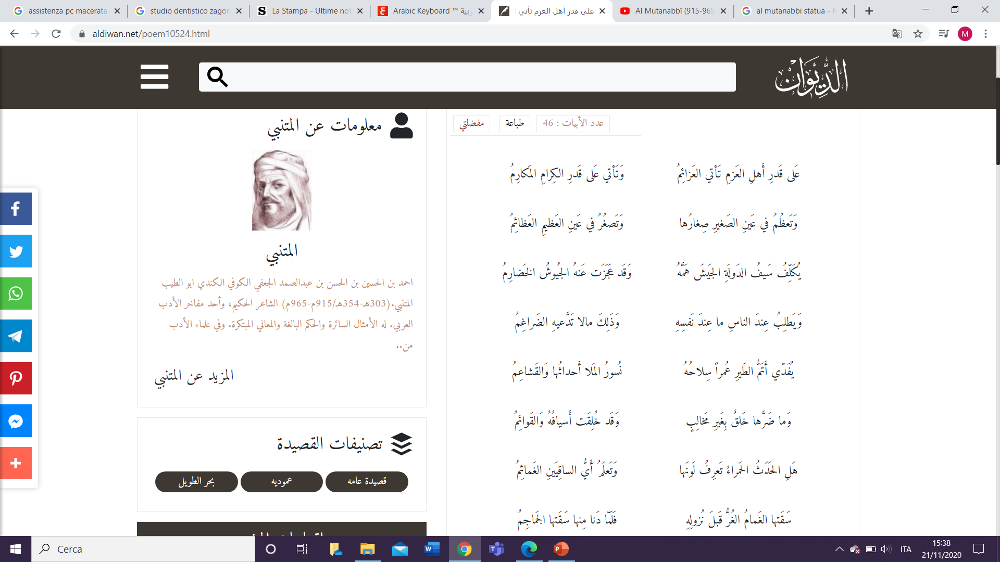 assistenza pc macerata
studio dentistico zagor
La Stampa - Ultime not
Arabic Keyboard ™ ربية
على قدر أهل العزم تأتي
Al Mutanabbî (915-965
al mutanabbi statua - R
aldiwan.net/poem10524.html
M
الدِّيْوَانْ
معلومات عن المتنبي
المتنبي
احمد بن الحسين بن الحسن بن عبدالصمد الجعفي الكوفي الكندي ابو الطيب
المتنبي.(303هـ-354هـ/915م-965م) الشاعر الحكيم، وأحد مفاخر الأدب
العربي. له الأمثال السائرة والحكم البالغة والمعاني المبتكرة. وفي علماء الأدب
من..
المزيد عن المتنبي
تصنيفات القصيدة
قصيدة عامه
عموديه
بحر الطويل
عدد الأبيات : 46
طباعة
مفضلتي
عَلى قَدرِ أَهلِ العَزمِ تَأتي العَزائِمُ
وَتَأتي عَلى قَدرِ الكِرامِ المَكارِمُ
وَتَعظُمُ في عَينِ الصَغيرِ صِغارُها
وَتَصغُرُ في عَينِ العَظيمِ العَظائِمُ
يُكَلِّفُ سَيفُ الدَولَةِ الجَيشَ هَمَّهُ
وَقَد عَجَزَت عَنهُ الجُيوشُ الخَضارِمُ
وَيَطلِبُ عِندَ الناسِ ما عِندَ نَفسِهِ
وَذَلِكَ مالا تَدَّعيهِ الضَراغِمُ
يُفَدّي أَتَمُّ الطَيرِ عُمراً سِلاحُهُ
نُسورُ المَلا أَحداثُها وَالقَشاعِمُ
وَما ضَرَّها خَلقٌ بِغَيرِ مَخالِبٍ
وَقَد خُلِقَت أَسيافُهُ وَالقَوائِمُ
هَلِ الحَدَثُ الحَمراءُ تَعرِفُ لَونَها
وَتَعلَمُ أَيُّ الساقِيَينِ الغَمائِمُ
سَقَتها الغَمامُ الغُرُّ قَبلَ نُزولِهِ
فَلَمّا دَنا مِنها سَقَتها الجَماجِمُ
Cerca
ITA
15:38
21/11/2020